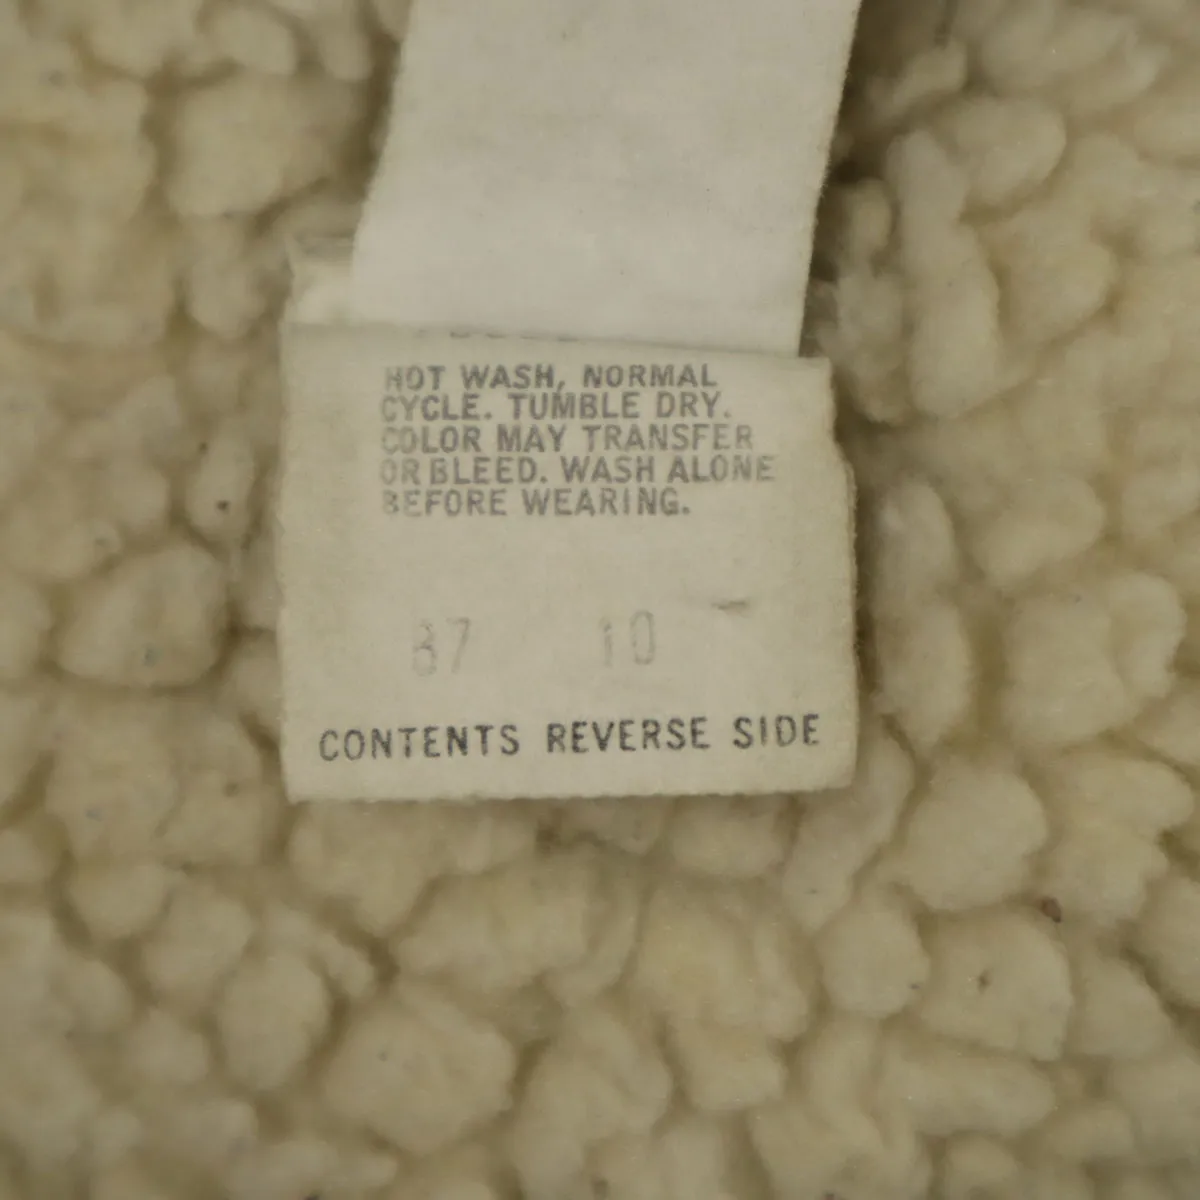 HOT WASH, NORMAL
CYCLE. TUMBLE DRY.
COLOR MAY TRANSFER
OR BLEED. WASH ALONE
BEFORE WEARING.
87 10
CONTENTS REVERSE SIDE